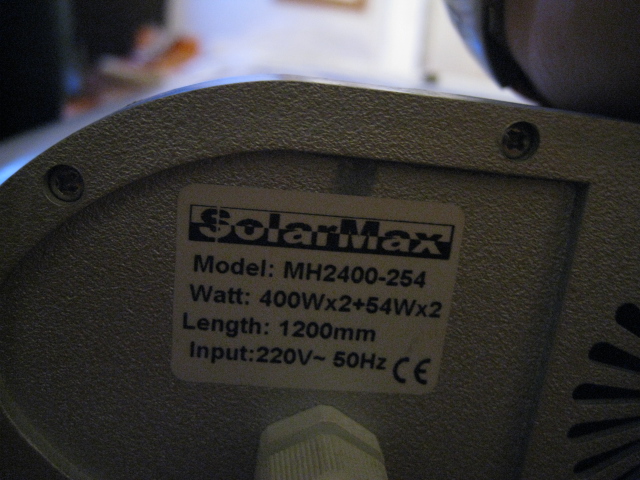 SolarMax
Model: MH2400-254
Watt: 400Wx2+54Wx2
Length: 1200mm
Input:220V~ 50Hz CE